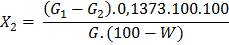 X₂ = (G₁ − G₂).0,1373.100.100 / G.(100 − W)